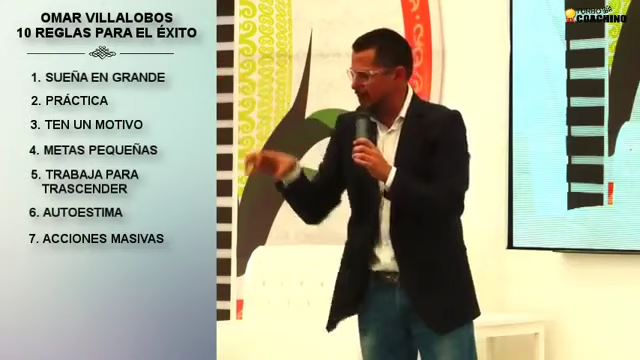 OMAR VILLALOBOS
10 REGLAS PARA EL ÉXITO
1. SUEÑA EN GRANDE
2. PRÁCTICA
3. TEN UN MOTIVO
4. METAS PEQUEÑAS
5. TRABAJA PARA
TRASCENDER
6. AUTOESTIMA
7. ACCIONES MASIVAS
TURBO
COACHING